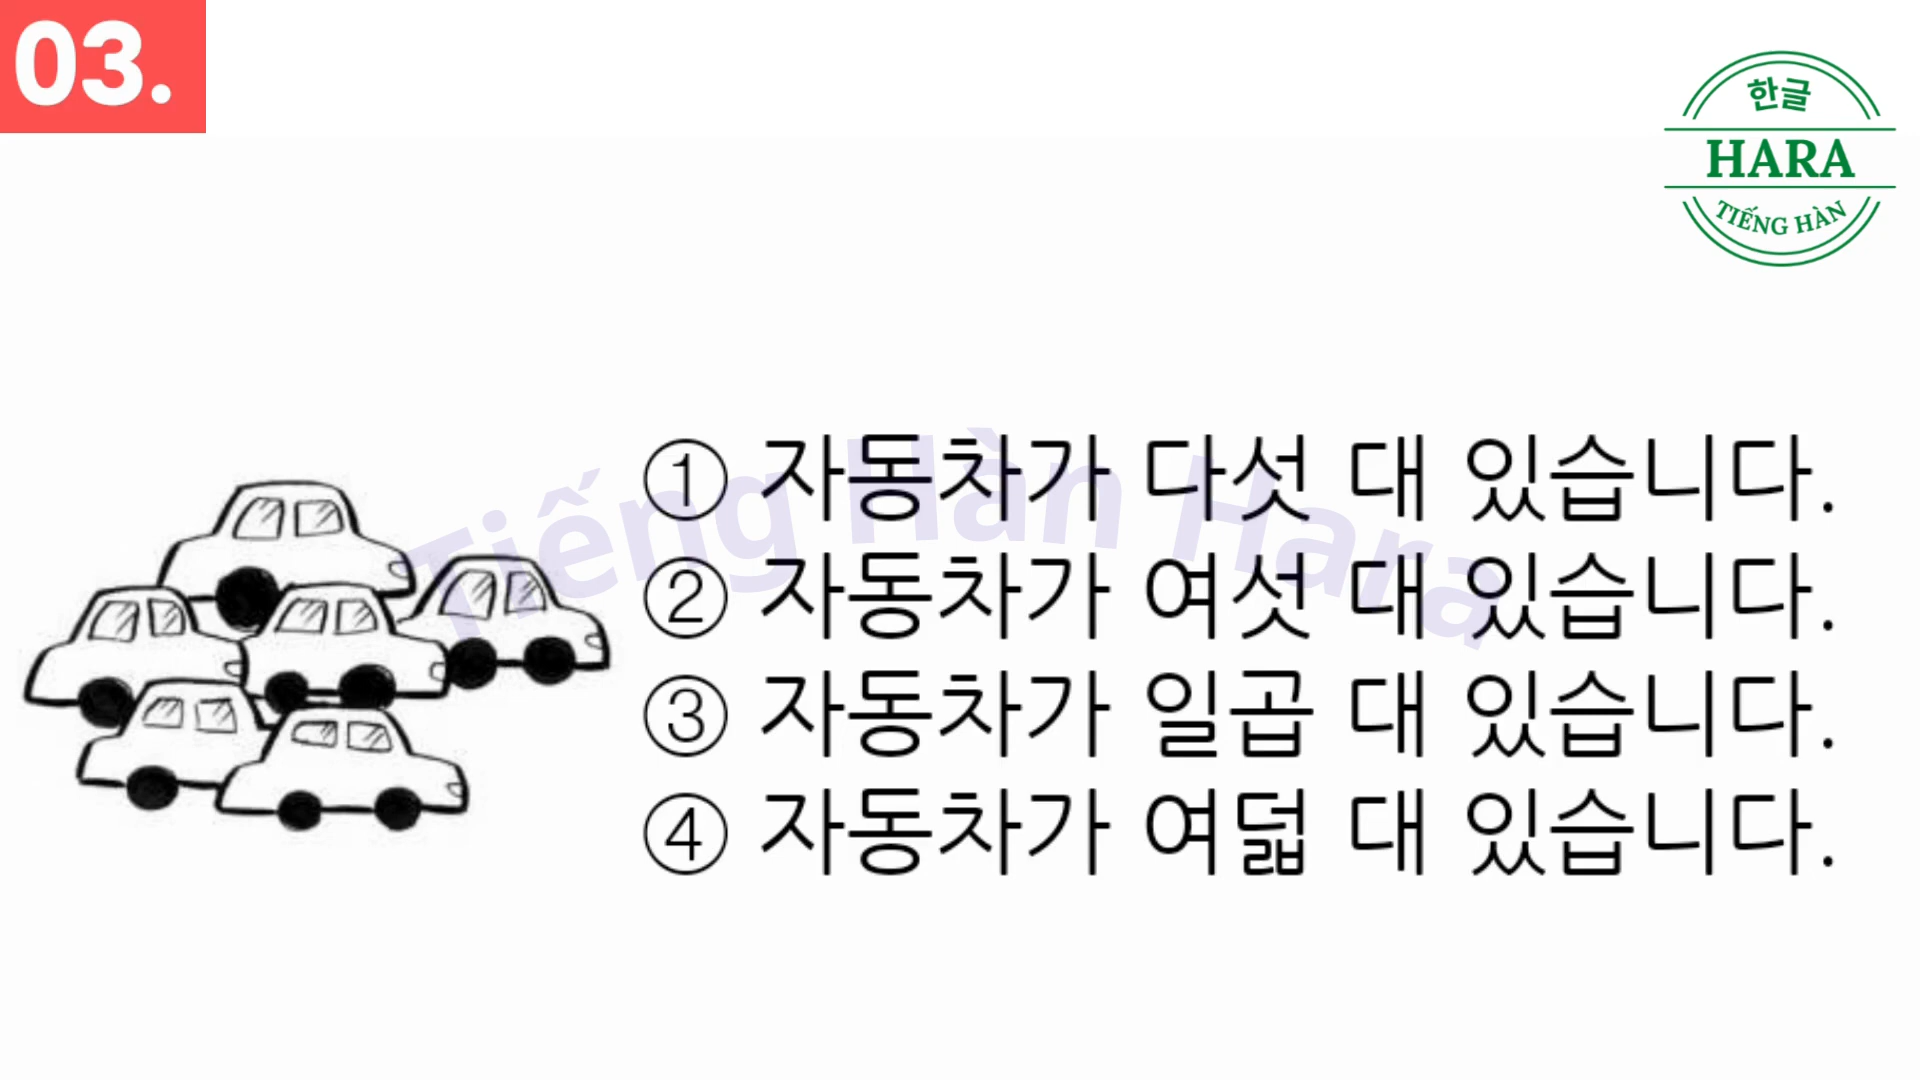 03.
한글
HARA
TIẾNG HÀN
① 자동차가 다섯 대 있습니다.
② 자동차가 여섯 대 있습니다.
③ 자동차가 일곱 대 있습니다.
④ 자동차가 여덟 대 있습니다.
Tiếng Hàn Hara